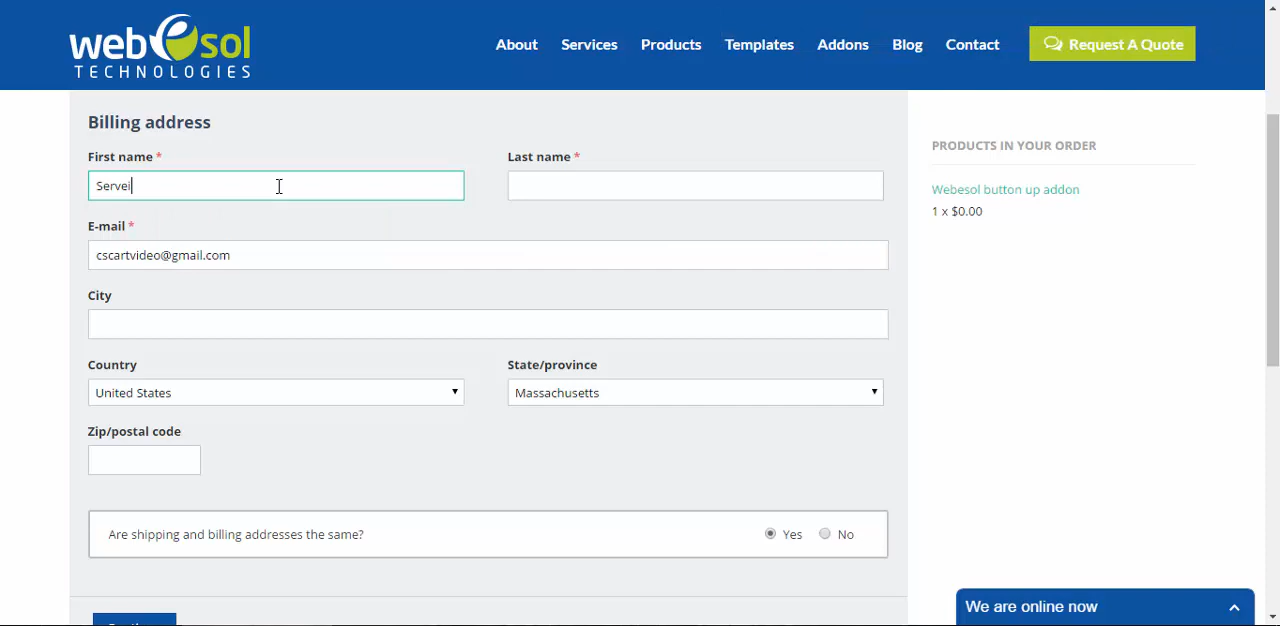 web sol
TECHNOLOGIES
About Services Products Templates Addons Blog Contact Request A Quote
Billing address
First name *
Last name *
Servei
E-mail *
cscartvideo@gmail.com
City
Country
State/province
United States
Massachusetts
Zip/postal code
Are shipping and billing addresses the same?
Yes No
PRODUCTS IN YOUR ORDER
Webesol button up addon
1 x $0.00
We are online now